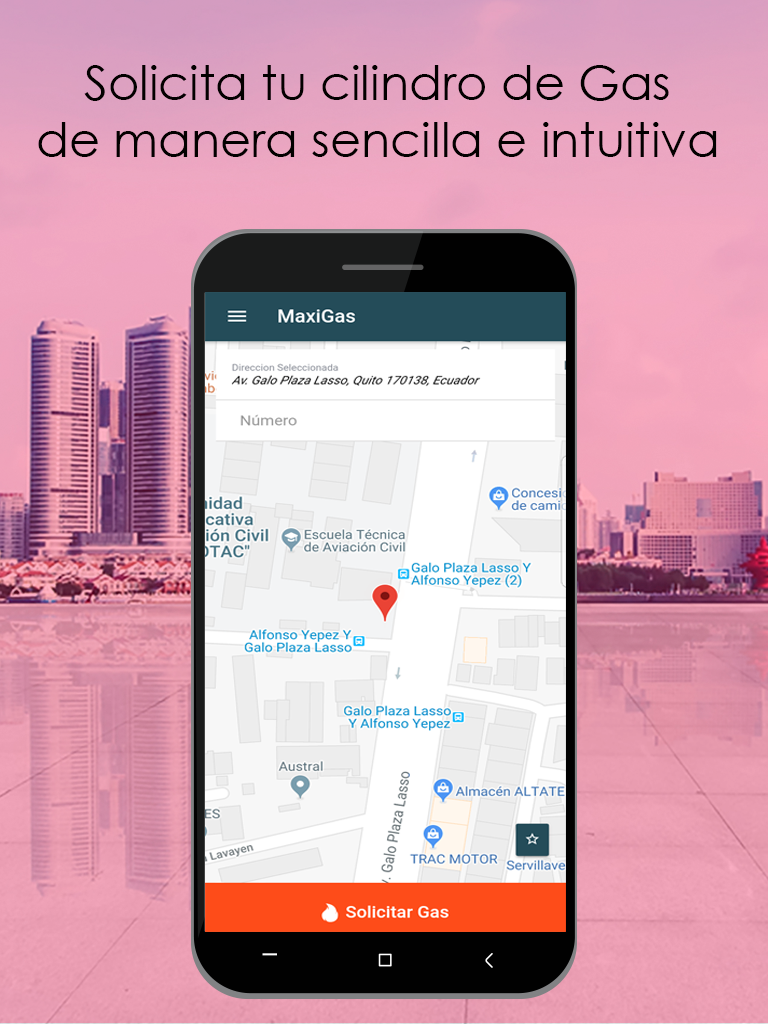 Solicita tu cilindro de Gas
de manera sencilla e intuitiva
MaxiGas
Direccion Seleccionada
Av. Galo Plaza Lasso, Quito 170138, Ecuador
Número
Concesi
de cami
nidad
cativa
ión Civil
OTAC"
Escuela Técnica
de Aviación Civil
Galo Plaza Lasso Y
Alfonso Yepez (2)
Alfonso Yepez Y
Galo Plaza Lasso
Galo Plaza Lasso
Y Alfonso Yepez
Austral
Almacén ALTATE
ES
Lavayen
. Galo Plaza Lasso
TRAC MOTOR
Servillave
Solicitar Gas